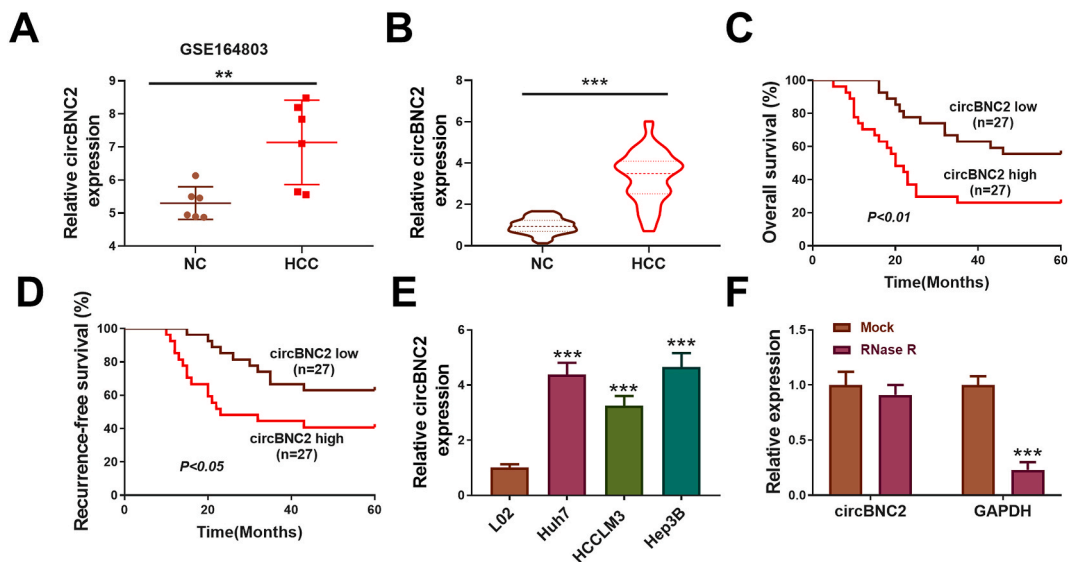 A
GSE164803
**
Relative circBNC2
expression
9
8
7
6
5
4
NC
HCC
B
***
Relative circBNC2
expression
8
6
4
2
0
NC
HCC
C
Overall survival (%)
100
80
60
40
20
0
circBNC2 low
(n=27)
circBNC2 high
(n=27)
P<0.01
0
20
40
60
Time(Months)
D
Recurrence-free survival (%)
100
80
60
40
20
0
circBNC2 low
(n=27)
circBNC2 high
(n=27)
P<0.05
0
20
40
60
Time(Months)
E
Relative circBNC2
expression
6
4
2
0
***
***
***
L02
Huh7
HCCLM3
Hep3B
F
Relative expression
1.5
1.0
0.5
0.0
Mock
RNase R
***
circBNC2
GAPDH